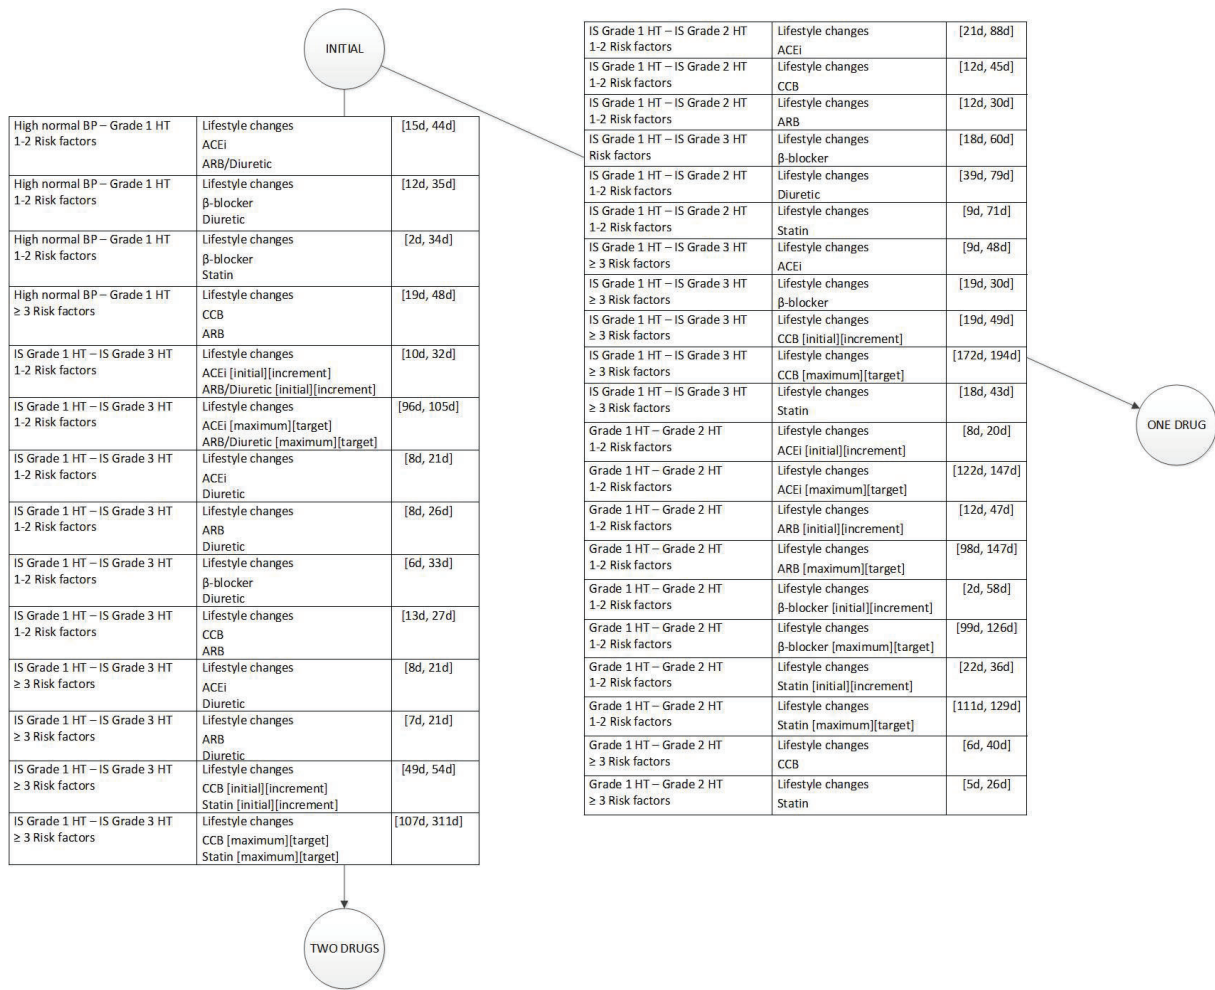 INITIAL
High normal BP – Grade 1 HT
1-2 Risk factors
Lifestyle changes
ACEi
ARB/Diuretic
[15d, 44d]
High normal BP – Grade 1 HT
1-2 Risk factors
Lifestyle changes
β-blocker
Diuretic
[12d, 35d]
High normal BP – Grade 1 HT
1-2 Risk factors
Lifestyle changes
β-blocker
Statin
[2d, 34d]
High normal BP – Grade 1 HT
≥ 3 Risk factors
Lifestyle changes
CCB
ARB
[19d, 48d]
IS Grade 1 HT – IS Grade 3 HT
1-2 Risk factors
Lifestyle changes
ACEi [initial][increment]
ARB/Diuretic [initial][increment]
[10d, 32d]
IS Grade 1 HT – IS Grade 3 HT
1-2 Risk factors
Lifestyle changes
ACEi [maximum][target]
ARB/Diuretic [maximum][target]
[96d, 105d]
IS Grade 1 HT – IS Grade 3 HT
1-2 Risk factors
Lifestyle changes
ACEi
Diuretic
[8d, 21d]
IS Grade 1 HT – IS Grade 3 HT
1-2 Risk factors
Lifestyle changes
ARB
Diuretic
[8d, 26d]
IS Grade 1 HT – IS Grade 3 HT
1-2 Risk factors
Lifestyle changes
β-blocker
Diuretic
[6d, 33d]
IS Grade 1 HT – IS Grade 3 HT
1-2 Risk factors
Lifestyle changes
CCB
ARB
[13d, 27d]
IS Grade 1 HT – IS Grade 3 HT
≥ 3 Risk factors
Lifestyle changes
ACEi
Diuretic
[8d, 21d]
IS Grade 1 HT – IS Grade 3 HT
≥ 3 Risk factors
Lifestyle changes
ARB
Diuretic
[7d, 21d]
IS Grade 1 HT – IS Grade 3 HT
≥ 3 Risk factors
Lifestyle changes
CCB [initial][increment]
Statin [initial][increment]
[49d, 54d]
IS Grade 1 HT – IS Grade 3 HT
≥ 3 Risk factors
Lifestyle changes
CCB [maximum][target]
Statin [maximum][target]
[107d, 311d]
TWO DRUGS
IS Grade 1 HT – IS Grade 2 HT
1-2 Risk factors
Lifestyle changes
ACEi
[21d, 88d]
IS Grade 1 HT – IS Grade 2 HT
1-2 Risk factors
Lifestyle changes
CCB
[12d, 45d]
IS Grade 1 HT – IS Grade 2 HT
1-2 Risk factors
Lifestyle changes
ARB
[12d, 30d]
IS Grade 1 HT – IS Grade 3 HT
Risk factors
Lifestyle changes
β-blocker
[18d, 60d]
IS Grade 1 HT – IS Grade 2 HT
1-2 Risk factors
Lifestyle changes
Diuretic
[39d, 79d]
IS Grade 1 HT – IS Grade 2 HT
1-2 Risk factors
Lifestyle changes
Statin
[9d, 71d]
IS Grade 1 HT – IS Grade 3 HT
≥ 3 Risk factors
Lifestyle changes
ACEi
[9d, 48d]
IS Grade 1 HT – IS Grade 3 HT
≥ 3 Risk factors
Lifestyle changes
β-blocker
[19d, 30d]
IS Grade 1 HT – IS Grade 3 HT
≥ 3 Risk factors
Lifestyle changes
CCB [initial][increment]
[19d, 49d]
IS Grade 1 HT – IS Grade 3 HT
≥ 3 Risk factors
Lifestyle changes
CCB [maximum][target]
[172d, 194d]
IS Grade 1 HT – IS Grade 3 HT
≥ 3 Risk factors
Lifestyle changes
Statin
[18d, 43d]
Grade 1 HT – Grade 2 HT
1-2 Risk factors
Lifestyle changes
ACEi [initial][increment]
[8d, 20d]
Grade 1 HT – Grade 2 HT
1-2 Risk factors
Lifestyle changes
ACEi [maximum][target]
[122d, 147d]
Grade 1 HT – Grade 2 HT
1-2 Risk factors
Lifestyle changes
ARB [initial][increment]
[12d, 47d]
Grade 1 HT – Grade 2 HT
1-2 Risk factors
Lifestyle changes
ARB [maximum][target]
[98d, 147d]
Grade 1 HT – Grade 2 HT
1-2 Risk factors
Lifestyle changes
β-blocker [initial][increment]
[2d, 58d]
Grade 1 HT – Grade 2 HT
1-2 Risk factors
Lifestyle changes
β-blocker [maximum][target]
[99d, 126d]
Grade 1 HT – Grade 2 HT
1-2 Risk factors
Lifestyle changes
Statin [initial][increment]
[22d, 36d]
Grade 1 HT – Grade 2 HT
1-2 Risk factors
Lifestyle changes
Statin [maximum][target]
[111d, 129d]
Grade 1 HT – Grade 2 HT
≥ 3 Risk factors
Lifestyle changes
CCB
[6d, 40d]
Grade 1 HT – Grade 2 HT
≥ 3 Risk factors
Lifestyle changes
Statin
[5d, 26d]
ONE DRUG